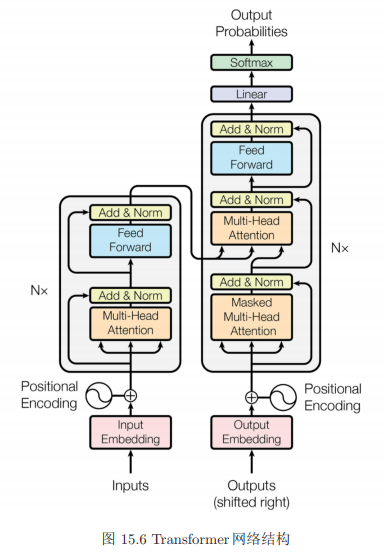 Output
Probabilities
Softmax
Linear
Add & Norm
Feed
Forward
Add & Norm
Multi-Head
Attention
Add & Norm
Masked
Multi-Head
Attention
N×
Add & Norm
Feed
Forward
Add & Norm
Multi-Head
Attention
N×
Positional
Encoding
Positional
Encoding
Input
Embedding
Output
Embedding
Inputs
Outputs
(shifted right)
图 15.6 Transformer 网络结构